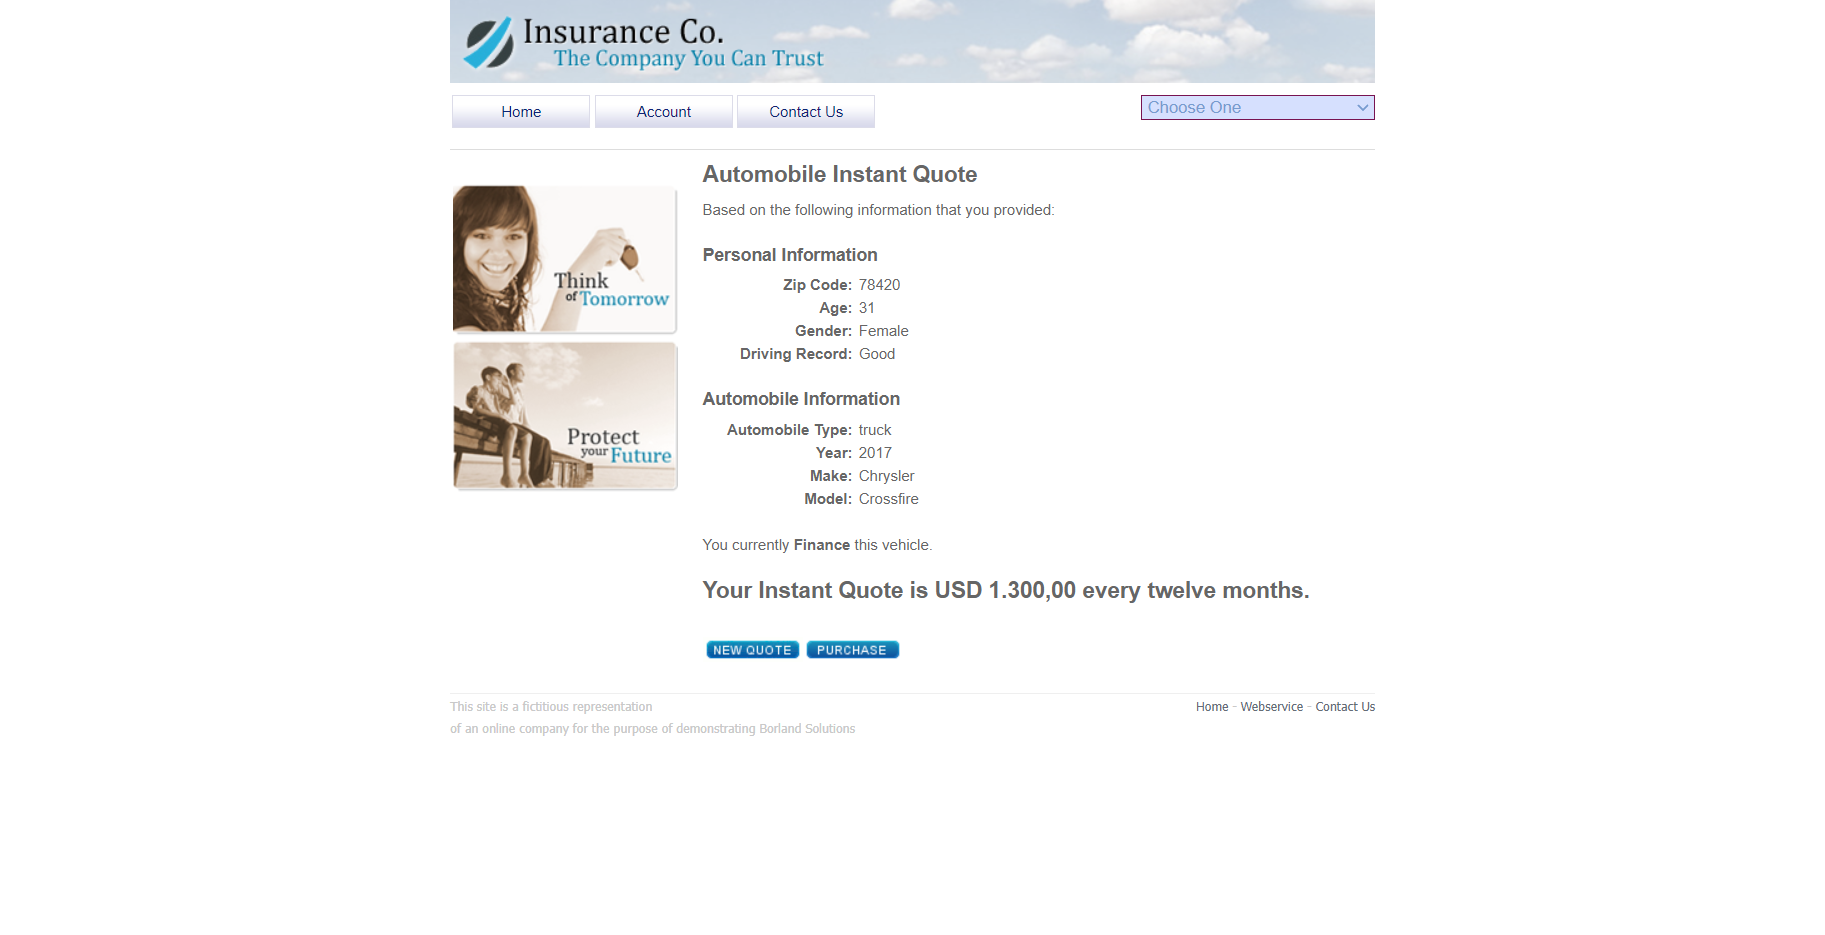 Insurance Co.
The Company You Can Trust
Home
Account
Contact Us
Choose One
Think
of Tomorrow
Protect
your Future
Automobile Instant Quote
Based on the following information that you provided:
Personal Information
Zip Code: 78420
Age: 31
Gender: Female
Driving Record: Good
Automobile Information
Automobile Type: truck
Year: 2017
Make: Chrysler
Model: Crossfire
You currently Finance this vehicle.
Your Instant Quote is USD 1.300,00 every twelve months.
NEW QUOTE
PURCHASE
This site is a fictitious representation
of an online company for the purpose of demonstrating Borland Solutions
Home - Webservice - Contact Us